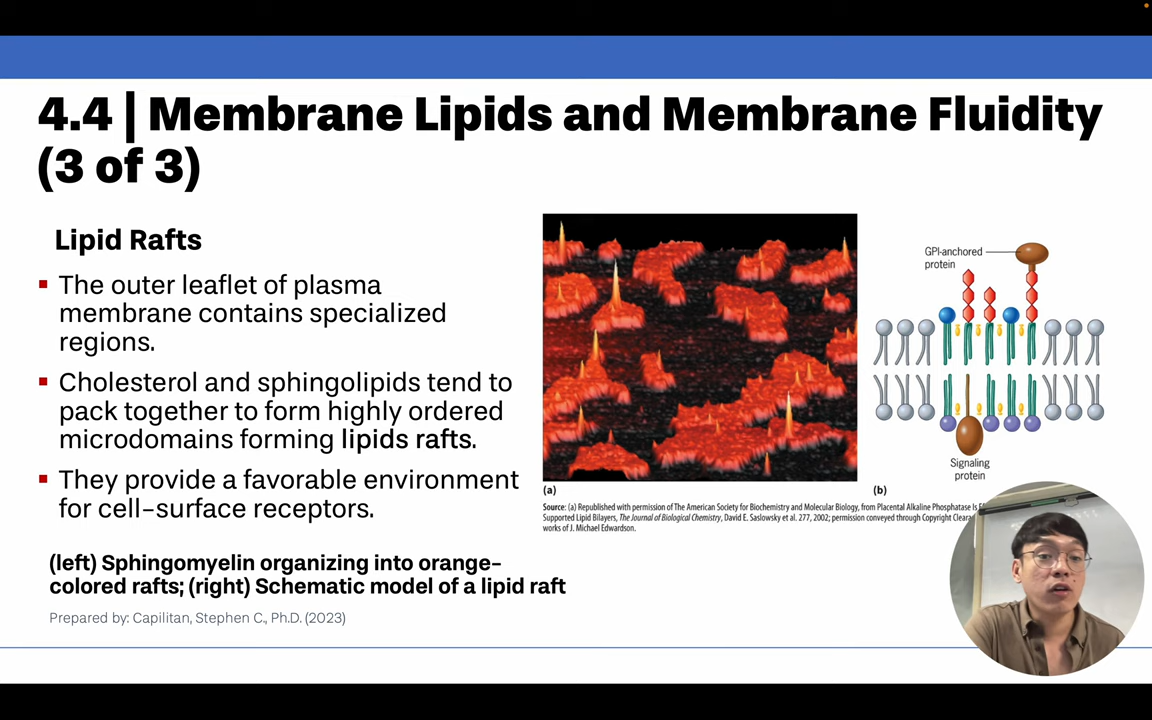 4.4 | Membrane Lipids and Membrane Fluidity
(3 of 3)
Lipid Rafts
The outer leaflet of plasma
membrane contains specialized
regions.
Cholesterol and sphingolipids tend to
pack together to form highly ordered
microdomains forming lipids rafts.
They provide a favorable environment
for cell-surface receptors.
(left) Sphingomyelin organizing into orange-
colored rafts; (right) Schematic model of a lipid raft
Prepared by: Capilitan, Stephen C., Ph.D. (2023)
GPI-anchored
protein
Signaling
protein
(a)
(b)
Source: (a) Republished with permission of The American Society for Biochemistry and Molecular Biology, from Placental Alkaline Phosphatase Is
Supported Lipid Bilayers, The Journal of Biological Chemistry, David E. Saslowsky et al. 277, 2002; permission conveyed through Copyright
works of J. Michael Edwardson.